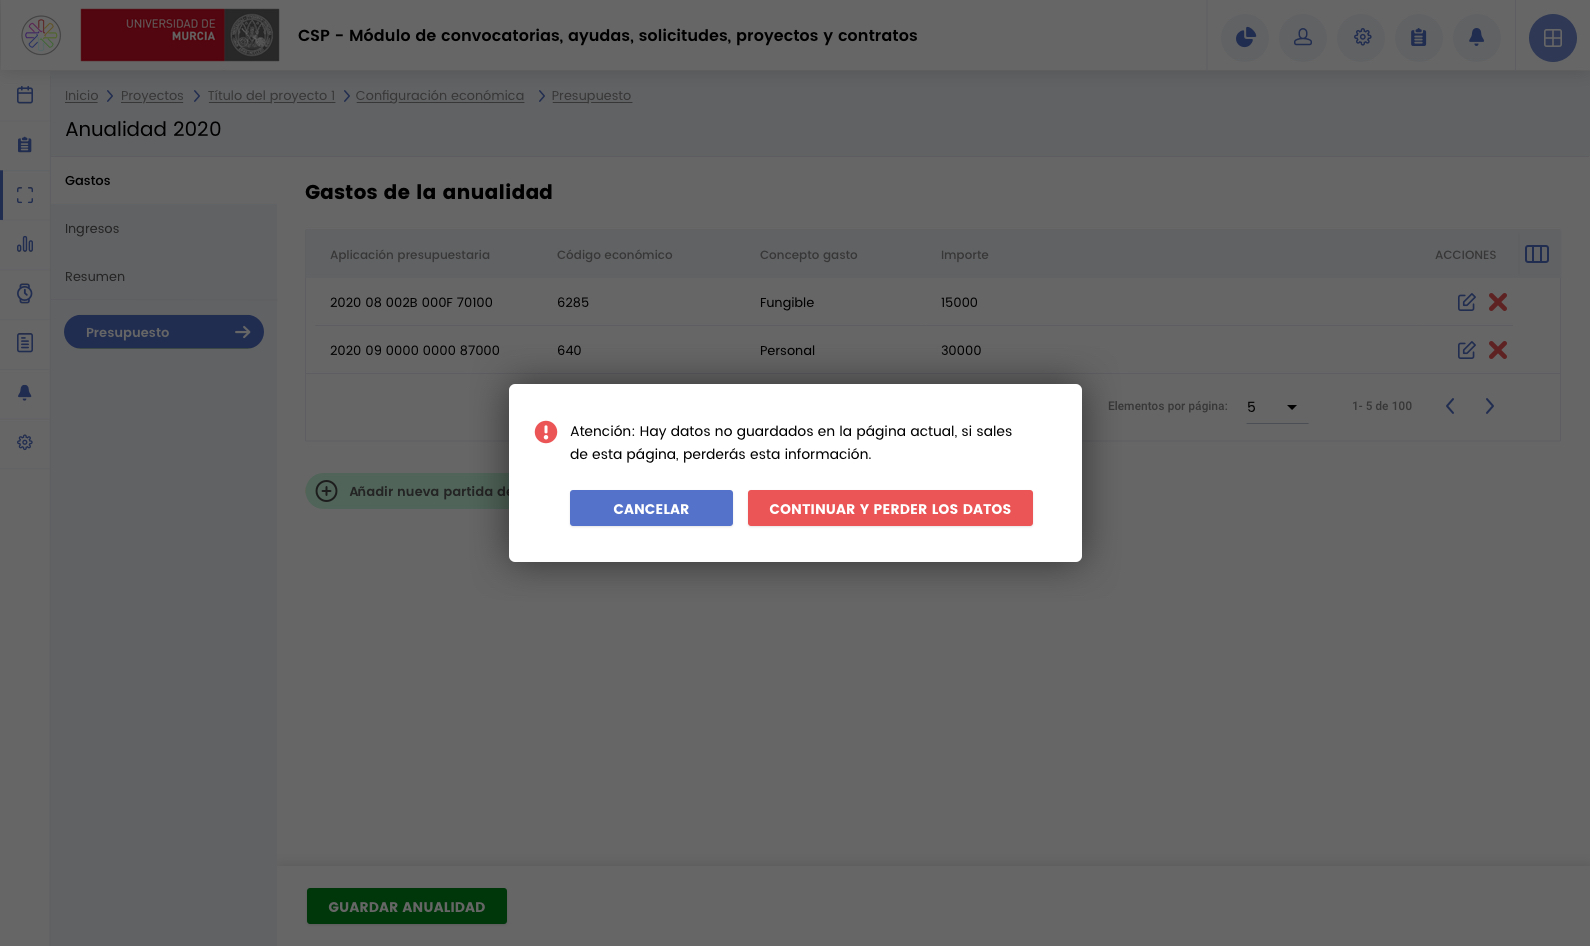 UNIVERSIDAD DE
MURCIA
CSP - Módulo de convocatorias, ayudas, solicitudes, proyectos y contratos
Inicio > Proyectos > Título del proyecto 1 > Configuración económica > Presupuesto
Anualidad 2020
Gastos
Ingresos
Resumen
Presupuesto
Gastos de la anualidad
Aplicación presupuestaria Código económico Concepto gasto Importe ACCIONES
2020 08 002B 000F 70100 6285 Fungible 15000
2020 09 0000 0000 87000 640 Personal 30000
Elementos por página: 5 1- 5 de 100
Añadir nueva partida de
Atención: Hay datos no guardados en la página actual, si sales
de esta página, perderás esta información.
CANCELAR CONTINUAR Y PERDER LOS DATOS
GUARDAR ANUALIDAD